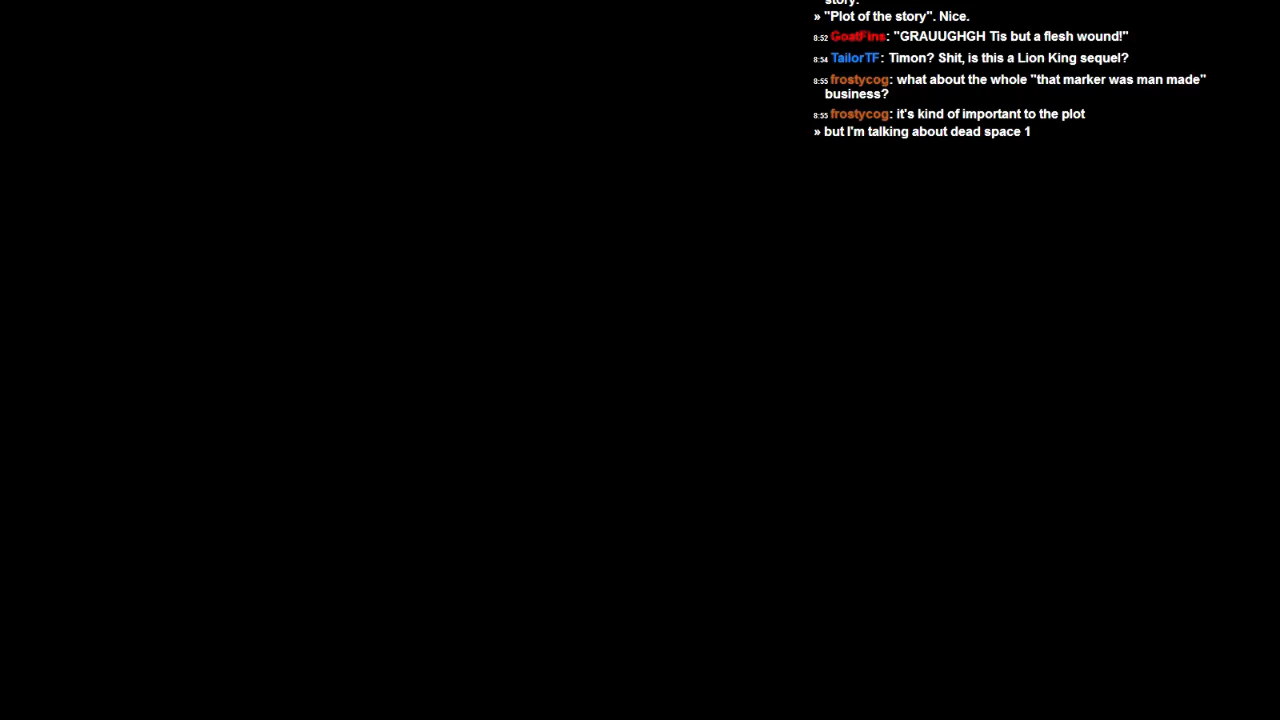 story.
» "Plot of the story". Nice.
8:52 GoatFins: "GRAUUGHGH Tis but a flesh wound!"
8:54 TailorTF: Timon? Shit, is this a Lion King sequel?
8:55 frostycog: what about the whole "that marker was man made"
business?
8:55 frostycog: it's kind of important to the plot
» but I'm talking about dead space 1